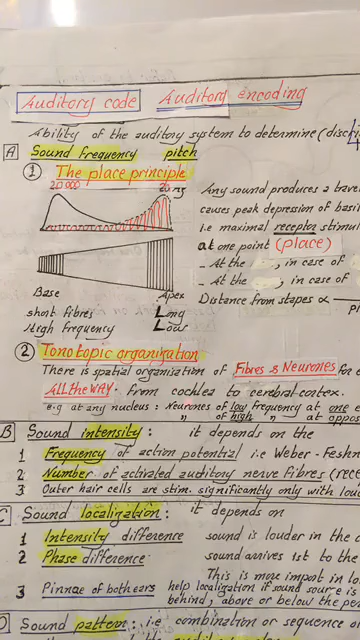 Auditory code Auditory encoding
Ability of the auditory system to determine (disc
A Sound frequency pitch
1 The place principle
20.000 20 Hz
Any sound produces a trave
causes peak depression of basi
i.e maximal receptor stimul
at one point (place)
- At the , in case of
- At the , in case of
Base Apex
Distance from stapes ∝
short fibres Long
High frequency Low
2 Tonotopic organization
There is spatial organization of Fibres & Neurones for e
ALL the WAY from cochlea to cerebral cortex.
e.g at any nucleus: Neurones of low frequency at one e
" of high " at oppos
B Sound intensity: it depends on the
1 Frequency of action potential i.e Weber-Feshn
2 Number of activated auditory nerve fibres (rece
3 Outer hair cells are stim. significantly only with loud
C Sound localization: it depends on
1 Intensity difference sound is louder in the
2 Phase difference: sound arrives 1st to the
This is more impot in lo
3 Pinnae of both ears help localization if sound source is
behind, above or below the pe
D Sound pattern: i.e combination or sequence o